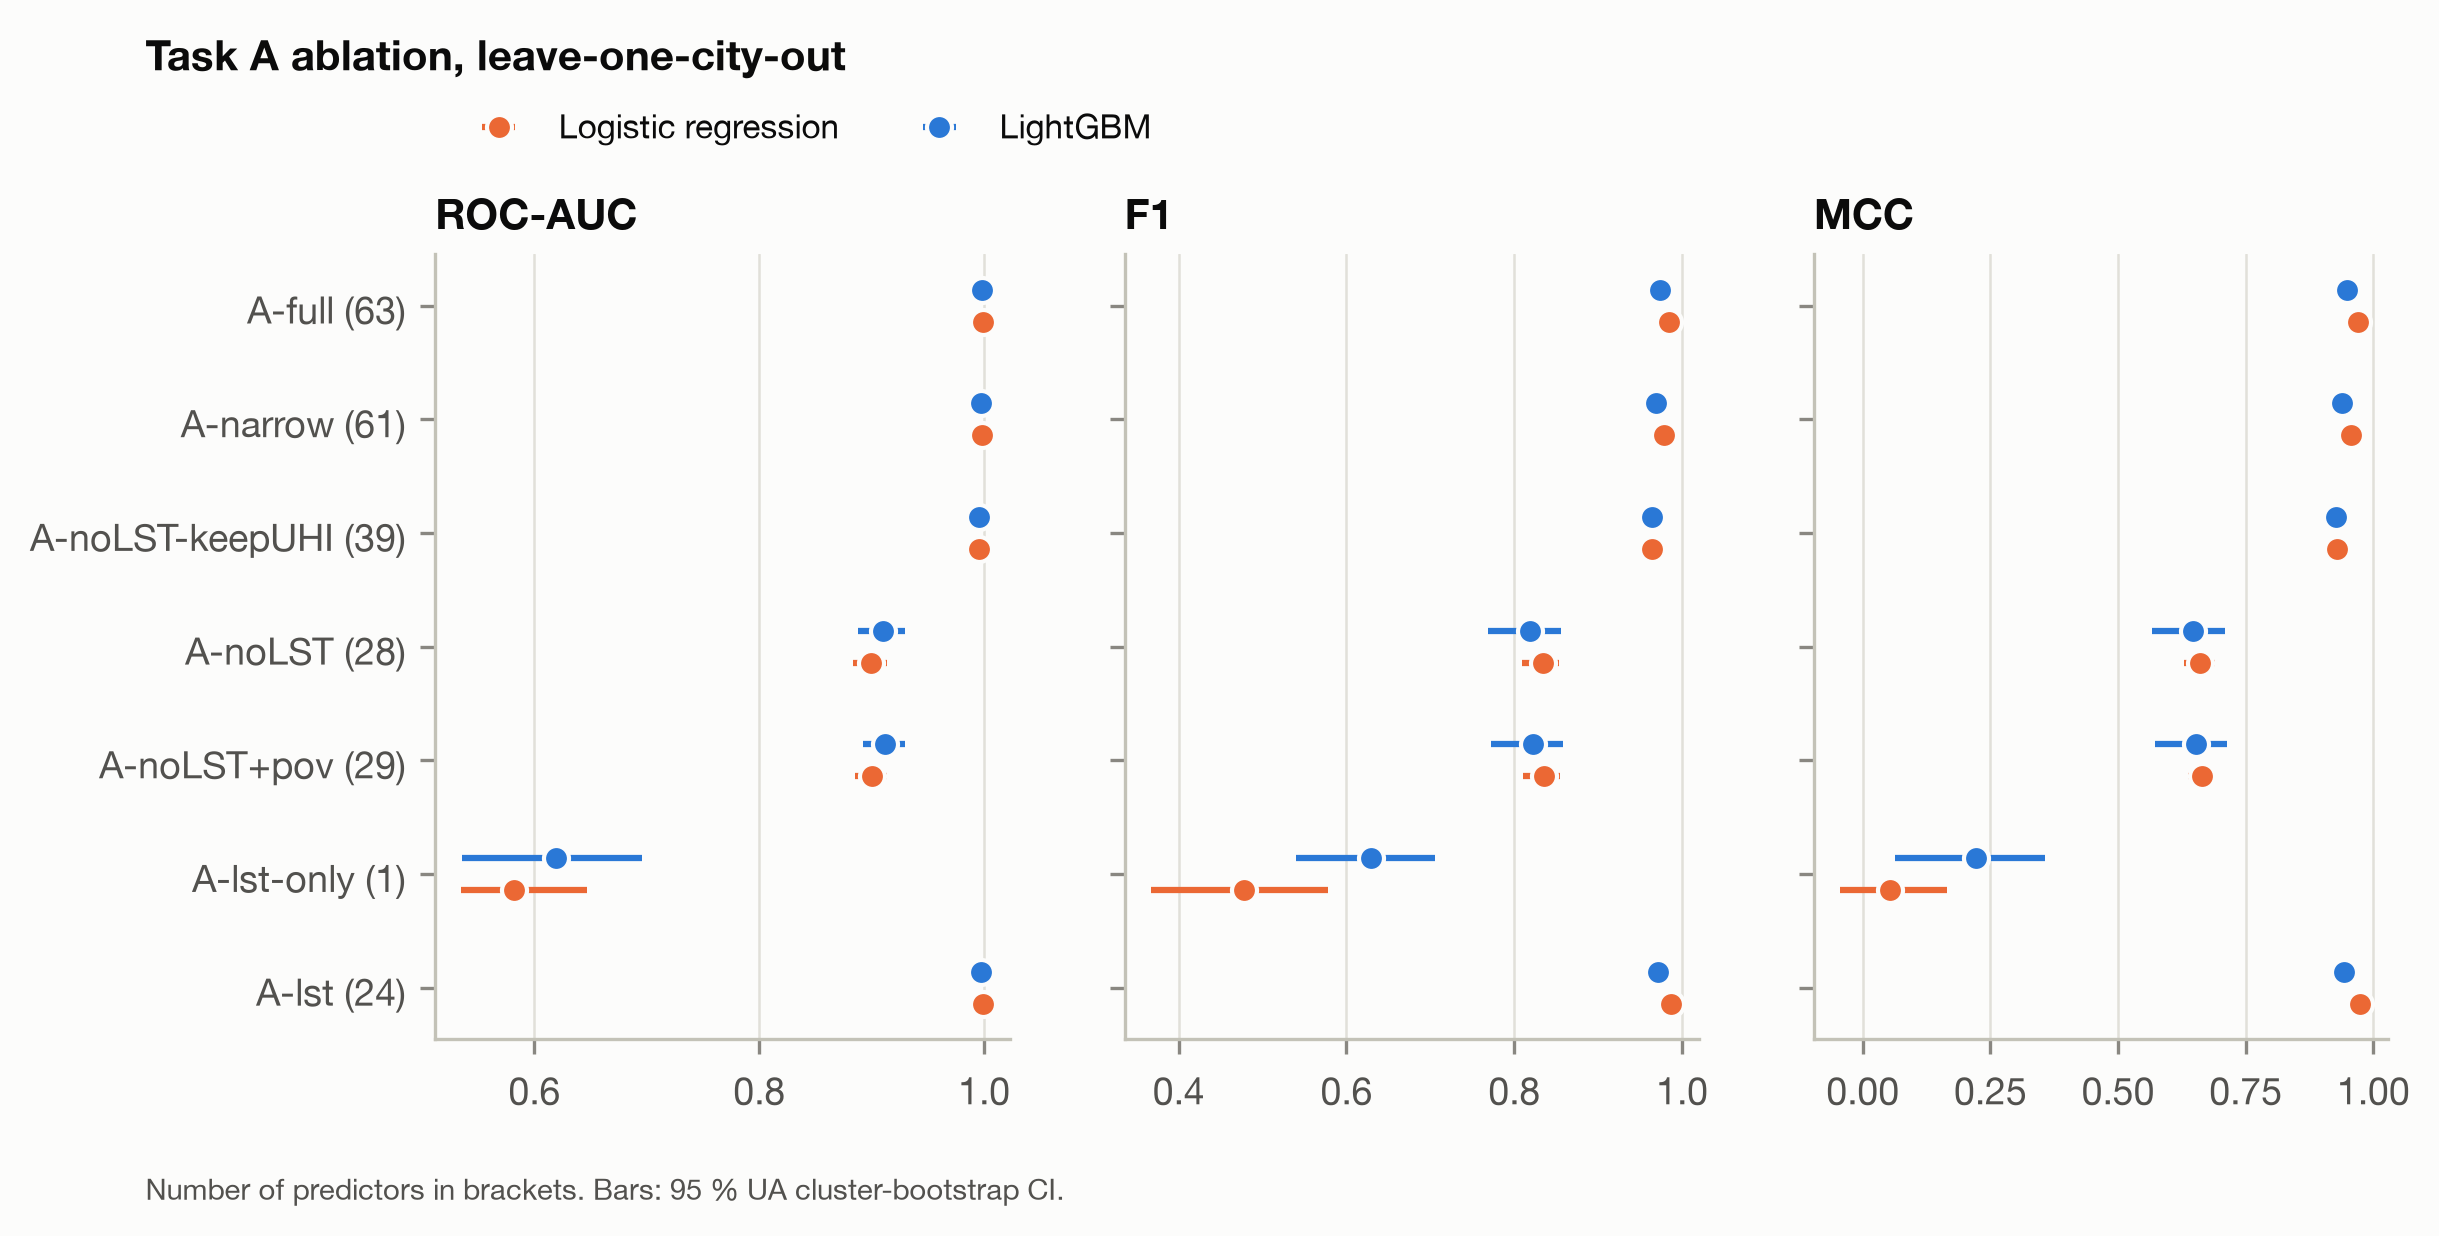 Task A ablation, leave-one-city-out
Logistic regression
LightGBM
ROC-AUC
F1
MCC
A-full (63)
A-narrow (61)
A-noLST-keepUHI (39)
A-noLST (28)
A-noLST+pov (29)
A-lst-only (1)
A-lst (24)
0.6 0.8 1.0
0.4 0.6 0.8 1.0
0.00 0.25 0.50 0.75 1.00
Number of predictors in brackets. Bars: 95 % UA cluster-bootstrap CI.